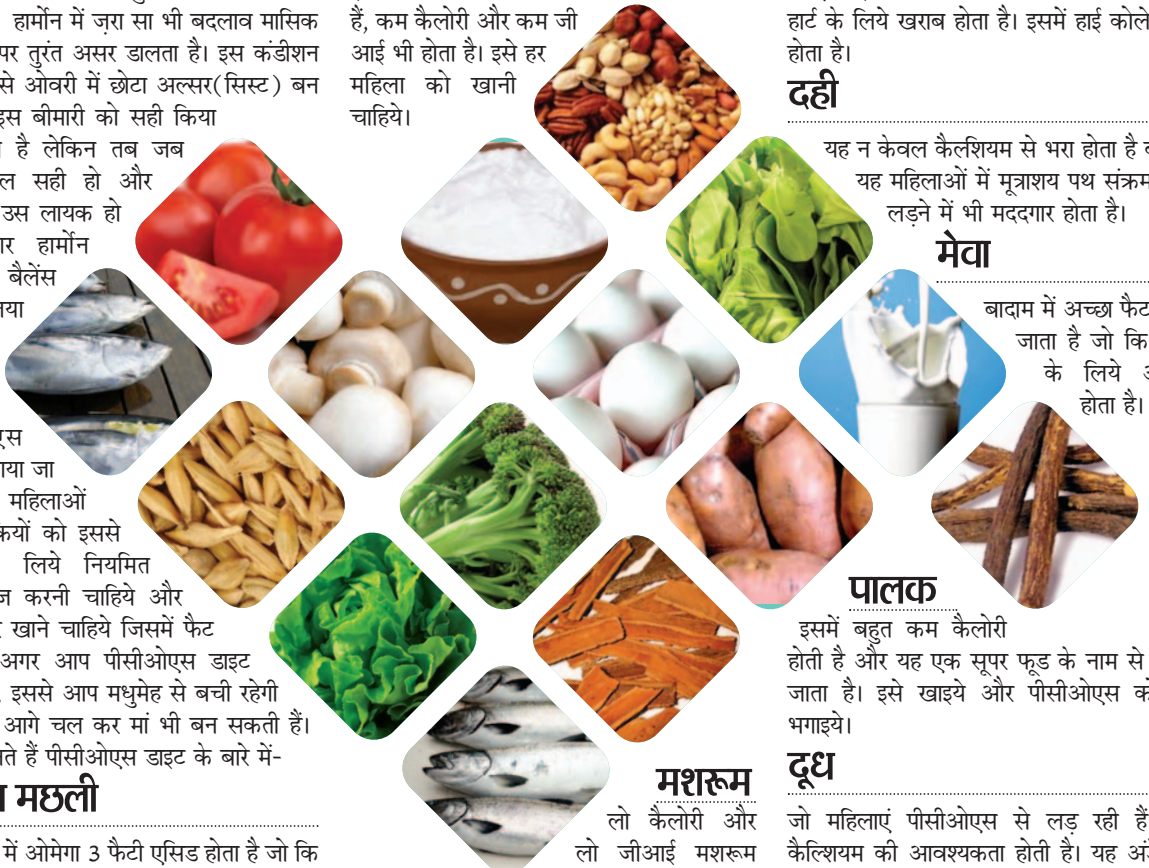 हार्मोन में ज़रा सा भी बदलाव मासिक
पर तुरंत असर डालता है। इस कंडीशन
से ओवरी में छोटा अल्सर(सिस्ट) बन
इस बीमारी को सही किया
है लेकिन तब जब
सही हो और
उस लायक हो
हार्मोन
बैलेंस
गया जा
महिलाओं
को इससे
लिये नियमित
करनी चाहिये और
खाने चाहिये जिसमें फैट
अगर आप पीसीओएस डाइट
इससे आप मधुमेह से बची रहेगी
आगे चल कर मां भी बन सकती हैं।
हैं पीसीओएस डाइट के बारे में-
मछली
में ओमेगा 3 फैटी एसिड होता है जो कि
हैं, कम कैलोरी और कम जी
आई भी होता है। इसे हर
महिला को खानी
चाहिये।
मशरूम
लो कैलोरी और
लो जीआई मशरूम
हार्ट के लिये खराब होता है। इसमें हाई
होता है।
दही
यह न केवल कैलशियम से भरा होता है
यह महिलाओं में मूत्राशय पथ
लड़ने में भी मददगार होता है।
मेवा
बादाम में अच्छा फैट
जाता है जो कि
के लिये
होता है।
पालक
इसमें बहुत कम कैलोरी
होती है और यह एक सूपर फूड के नाम से
जाता है। इसे खाइये और पीसीओएस
भगाइये।
दूध
जो महिलाएं पीसीओएस से लड़ रही हैं
कैल्शियम की आवश्यकता होती है। यह